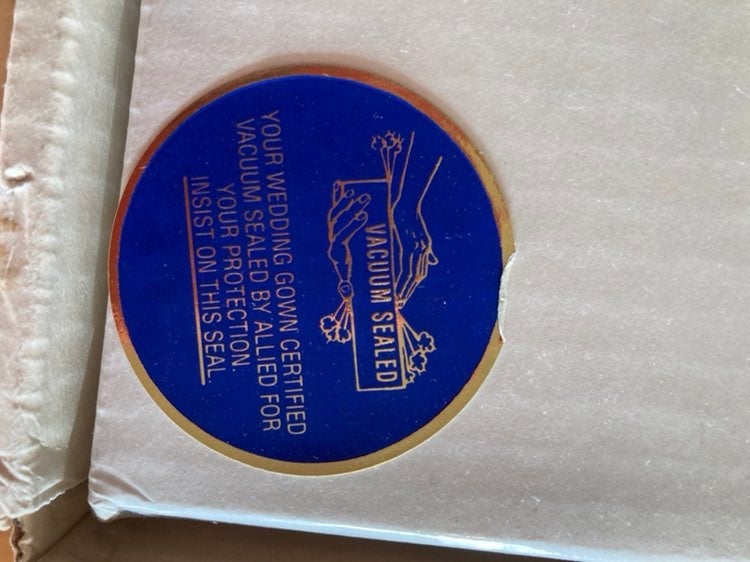 VACUUM SEALED
YOUR WEDDING GOWN CERTIFIED
VACUUM SEALED BY ALLIED FOR
YOUR PROTECTION.
INSIST ON THIS SEAL.